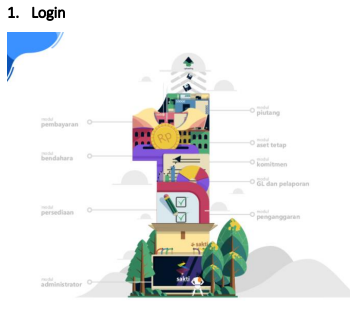 1. Login
modul
piutang
modul
pembayaran
modul
aset tetap
Rp
modul
bendahara
modul
komitmen
modul
GL dan pelaporan
modul
persediaan
modul
penganggaran
e sakti
modul
administrator
sakti